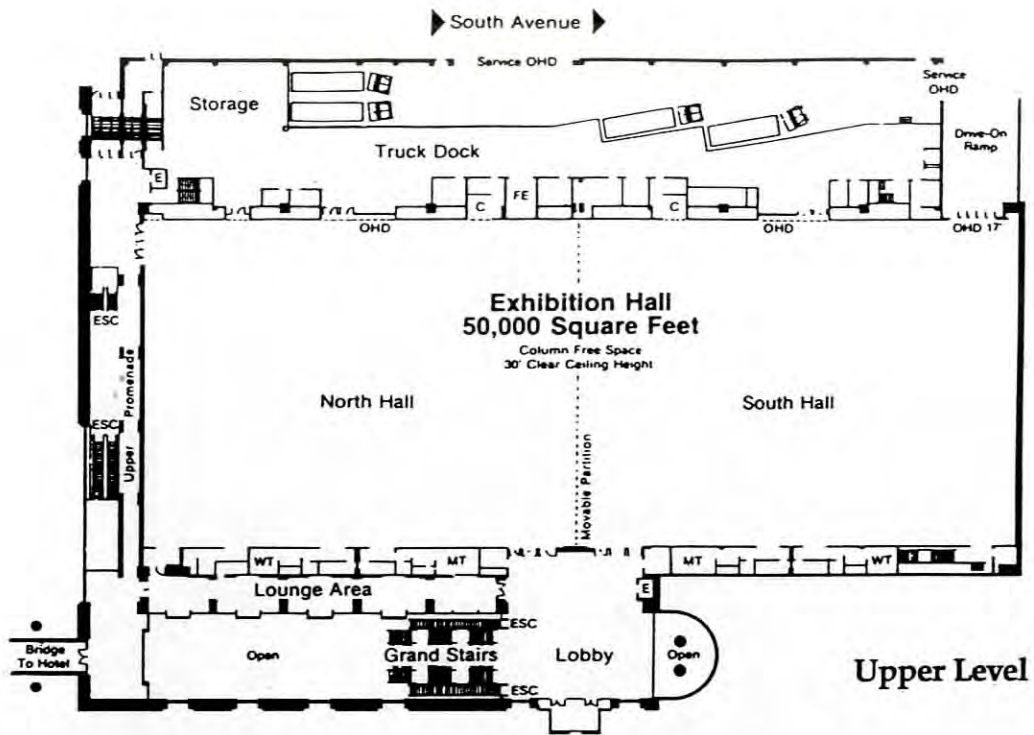 South Avenue
Service OHD
Service
OHD
Storage
Truck Dock
Drive-On
Ramp
E
FE
C
C
OHD
OHD
OHD 17'
ESC
Exhibition Hall
50,000 Square Feet
Column Free Space
30' Clear Ceiling Height
North Hall
South Hall
Upper Promenade
ESC
Movable Partition
WT
MT
MT
WT
Lounge Area
E
ESC
Bridge
To Hotel
Open
Grand Stairs
Lobby
Open
ESC
Upper Level